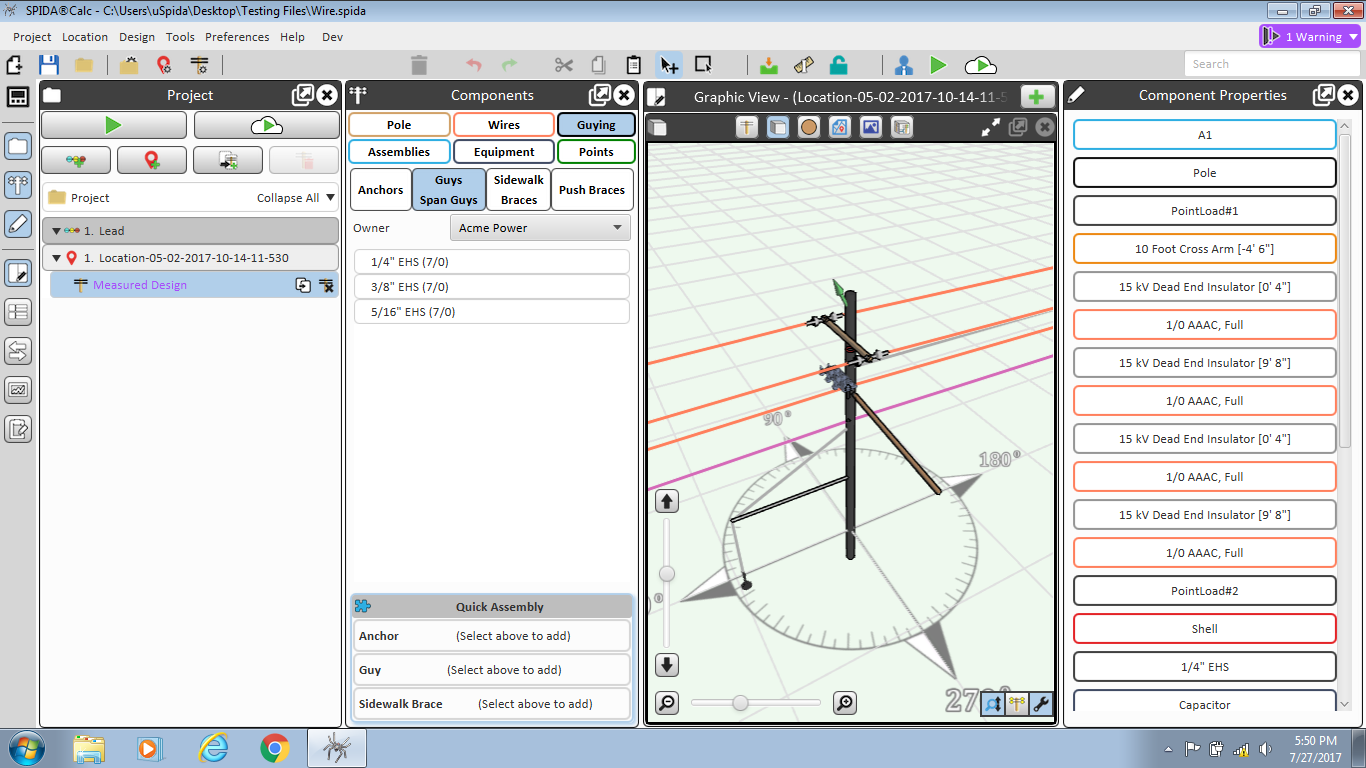 SPIDA®Calc - C:\Users\uSpida\Desktop\Testing Files\Wire.spida
Project Location Design Tools Preferences Help Dev
1 Warning
Search
Project
Project
Collapse All
1. Lead
1. Location-05-02-2017-10-14-11-530
Measured Design
Components
Pole Wires Guying
Assemblies Equipment Points
Anchors
Guys
Span Guys
Sidewalk
Braces
Push Braces
Owner
Acme Power
1/4" EHS (7/0)
3/8" EHS (7/0)
5/16" EHS (7/0)
Quick Assembly
Anchor (Select above to add)
Guy (Select above to add)
Sidewalk Brace (Select above to add)
Graphic View - (Location-05-02-2017-10-14-11-5
90°
180°
Component Properties
A1
Pole
PointLoad#1
10 Foot Cross Arm [-4' 6"]
15 kV Dead End Insulator [0' 4"]
1/0 AAAC, Full
15 kV Dead End Insulator [9' 8"]
1/0 AAAC, Full
15 kV Dead End Insulator [0' 4"]
1/0 AAAC, Full
15 kV Dead End Insulator [9' 8"]
1/0 AAAC, Full
PointLoad#2
Shell
1/4" EHS
Capacitor
5:50 PM
7/27/2017